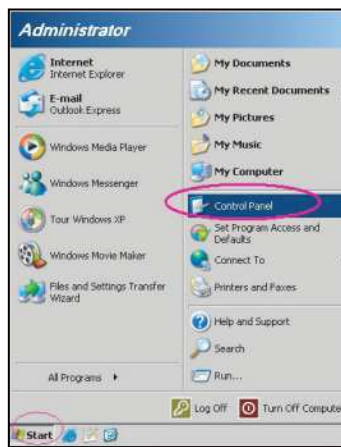 Administrator
Internet
Internet Explorer
E-mail
Outlook Express
Windows Media Player
Windows Messenger
Tour Windows XP
Windows Movie Maker
Files and Settings Transfer
Wizard
All Programs
My Documents
My Recent Documents
My Pictures
My Music
My Computer
Control Panel
Set Program Access and
Defaults
Connect To
Printers and Faxes
Help and Support
Search
Run...
Log Off
Turn Off Compute
Start